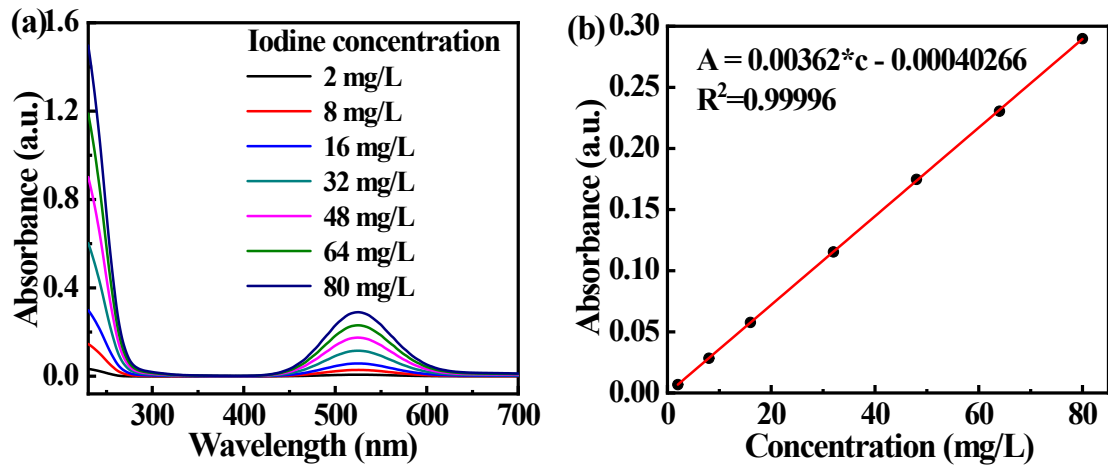 (a)
1.6
1.2
0.8
0.4
0.0
Absorbance (a.u.)
Iodine concentration
2 mg/L
8 mg/L
16 mg/L
32 mg/L
48 mg/L
64 mg/L
80 mg/L
300 400 500 600 700
Wavelength (nm)
(b)
0.30
0.25
0.20
0.15
0.10
0.05
0.00
Absorbance (a.u.)
A = 0.00362*c - 0.00040266
R²=0.99996
0 20 40 60 80
Concentration (mg/L)